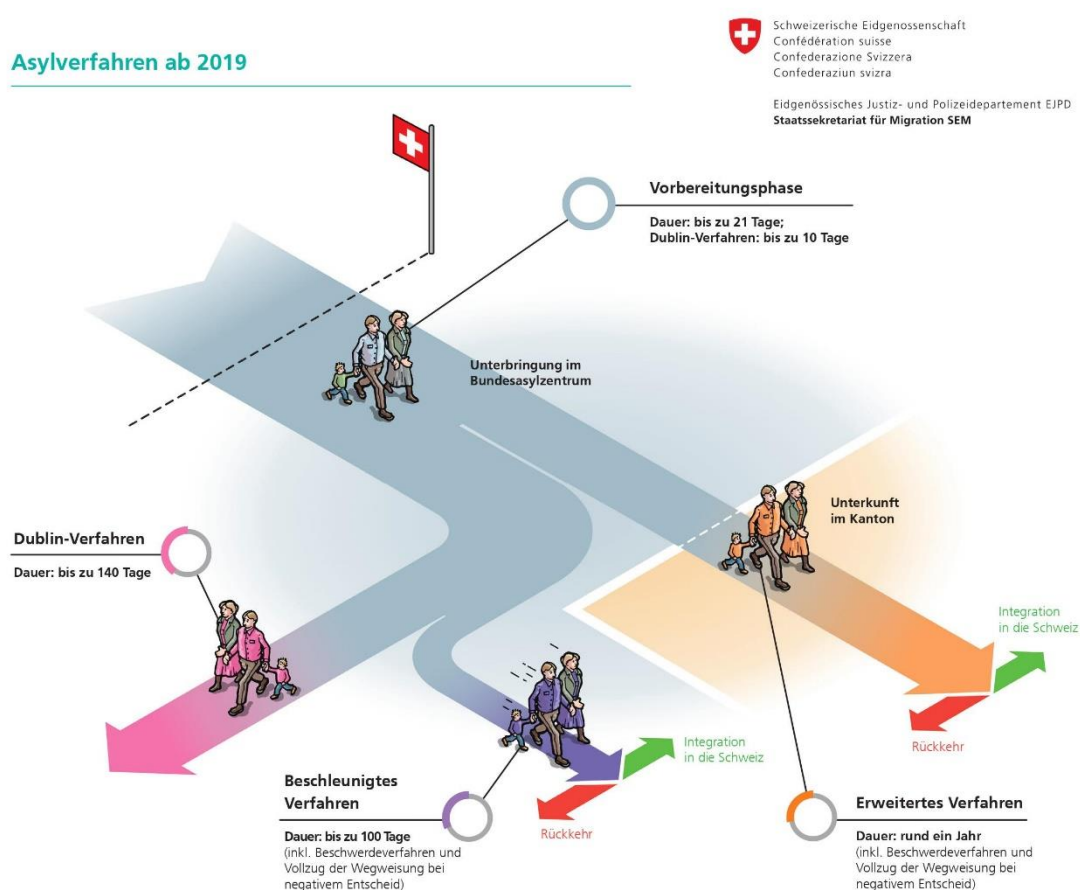 Asylverfahren ab 2019
Schweizerische Eidgenossenschaft
Confédération suisse
Confederazione Svizzera
Confederaziun svizra
Eidgenössisches Justiz- und Polizeidepartement EJPD
Staatssekretariat für Migration SEM
Vorbereitungsphase
Dauer: bis zu 21 Tage;
Dublin-Verfahren: bis zu 10 Tage
Unterbringung im
Bundesasylzentrum
Unterkunft
im Kanton
Dublin-Verfahren
Dauer: bis zu 140 Tage
Integration
in die Schweiz
Rückkehr
Integration
in die Schweiz
Rückkehr
Beschleunigtes
Verfahren
Dauer: bis zu 100 Tage
(inkl. Beschwerdeverfahren und
Vollzug der Wegweisung bei
negativem Entscheid)
Erweitertes Verfahren
Dauer: rund ein Jahr
(inkl. Beschwerdeverfahren und
Vollzug der Wegweisung bei
negativem Entscheid)